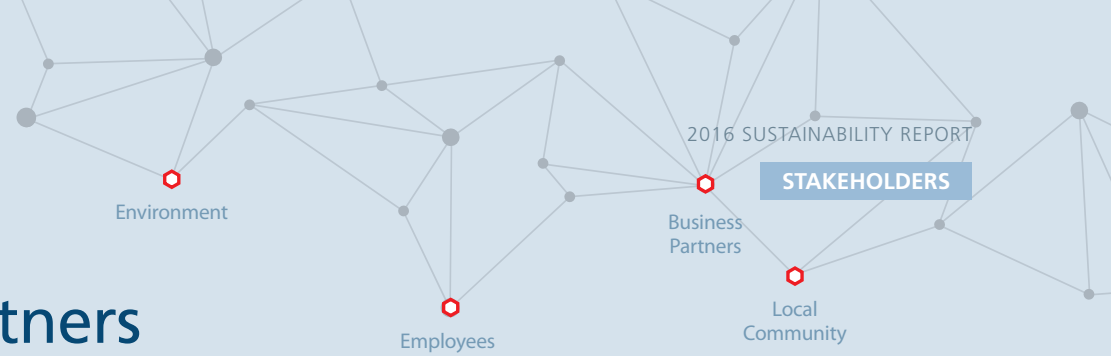 2016 SUSTAINABILITY REPORT
STAKEHOLDERS
Environment
Business
Partners
Local
Community
tners
Employees